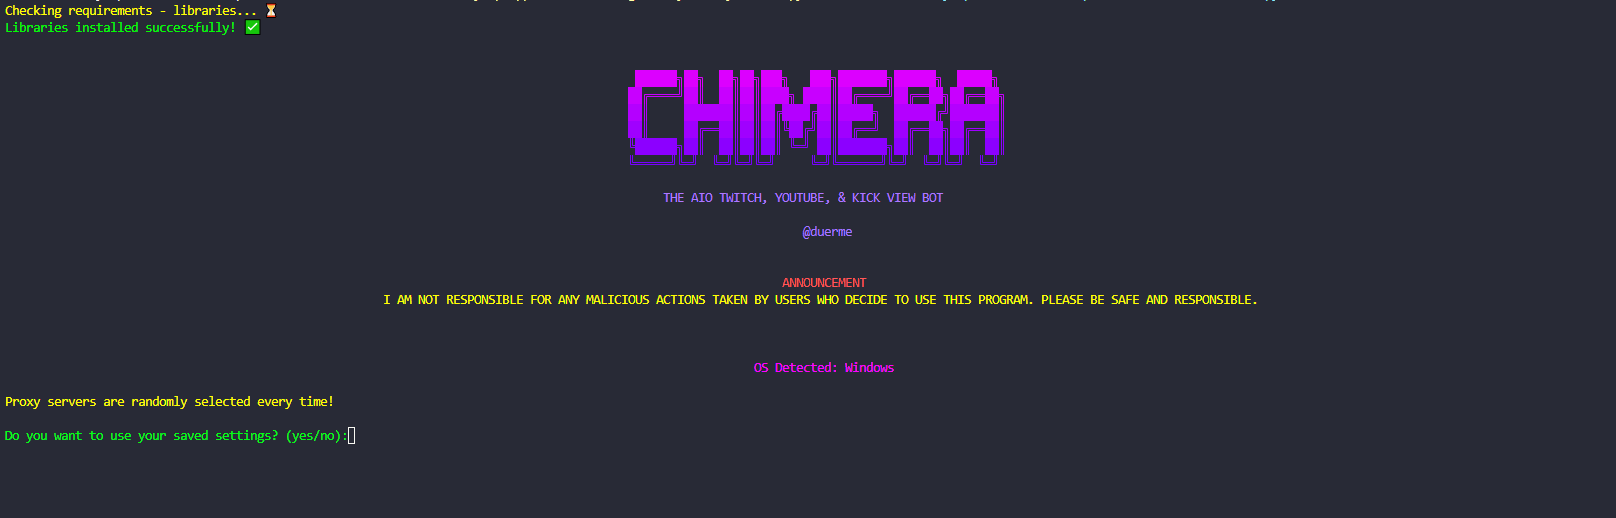 Checking requirements - libraries... ⏳
Libraries installed successfully! ✅
CHIMERA
THE AIO TWITCH, YOUTUBE, & KICK VIEW BOT
@duerme
ANNOUNCEMENT
I AM NOT RESPONSIBLE FOR ANY MALICIOUS ACTIONS TAKEN BY USERS WHO DECIDE TO USE THIS PROGRAM. PLEASE BE SAFE AND RESPONSIBLE.
OS Detected: Windows
Proxy servers are randomly selected every time!
Do you want to use your saved settings? (yes/no):